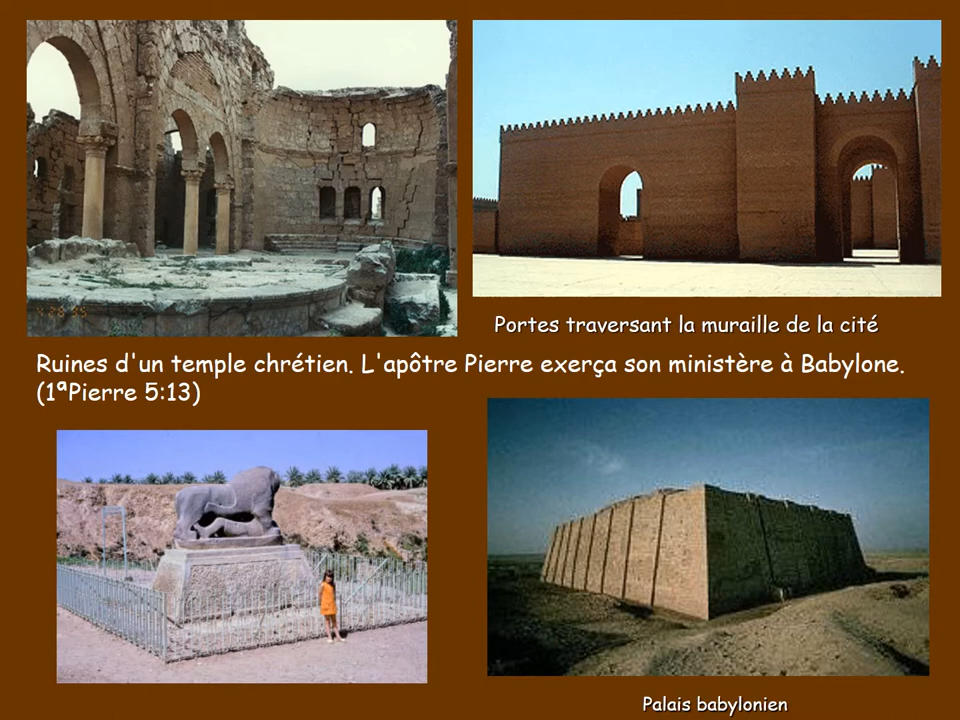 Portes traversant la muraille de la cité
Ruines d'un temple chrétien. L'apôtre Pierre exerça son ministère à Babylone.
(1ªPierre 5:13)
Palais babylonien